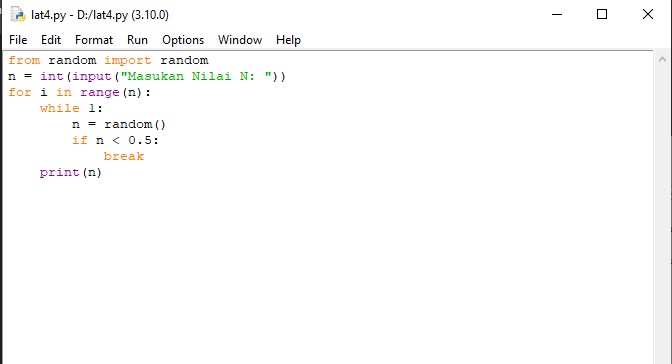 lat4.py - D:/lat4.py (3.10.0)
File Edit Format Run Options Window Help
from random import random
n = int(input("Masukan Nilai N: "))
for i in range(n):
    while 1:
        n = random()
        if n < 0.5:
            break
    print(n)